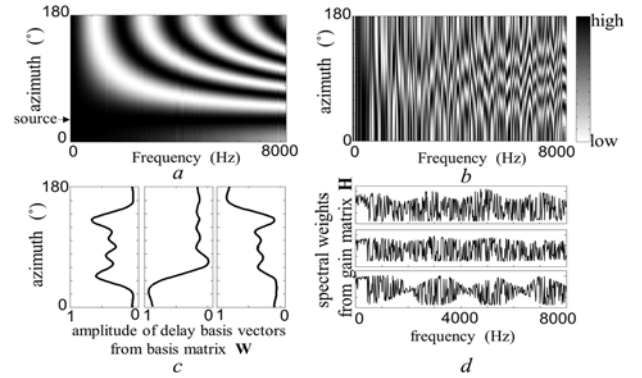 180
azimuth (°)
source
0
0 Frequency (Hz) 8000
a
180
azimuth (°)
0
0 Frequency (Hz) 8000
b
high
low
180
azimuth (°)
0
1 0 1 0 1 0
amplitude of delay basis vectors
from basis matrix W
c
spectral weights
from gain matrix H
0 4000 8000
frequency (Hz)
d